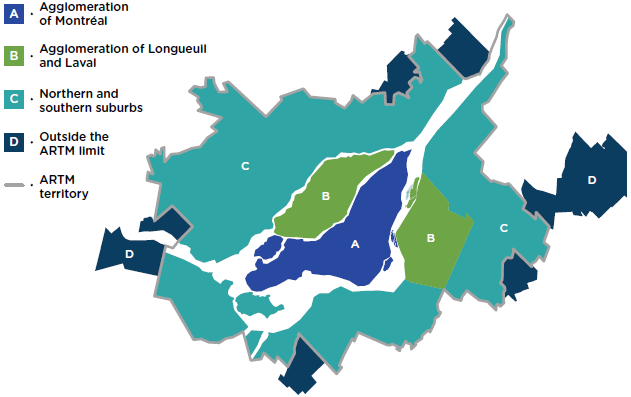 A · Agglomeration
of Montréal
B · Agglomeration of Longueuil
and Laval
C · Northern and
southern suburbs
D · Outside the
ARTM limit
· ARTM
territory
C
B
A
B
C
D
D